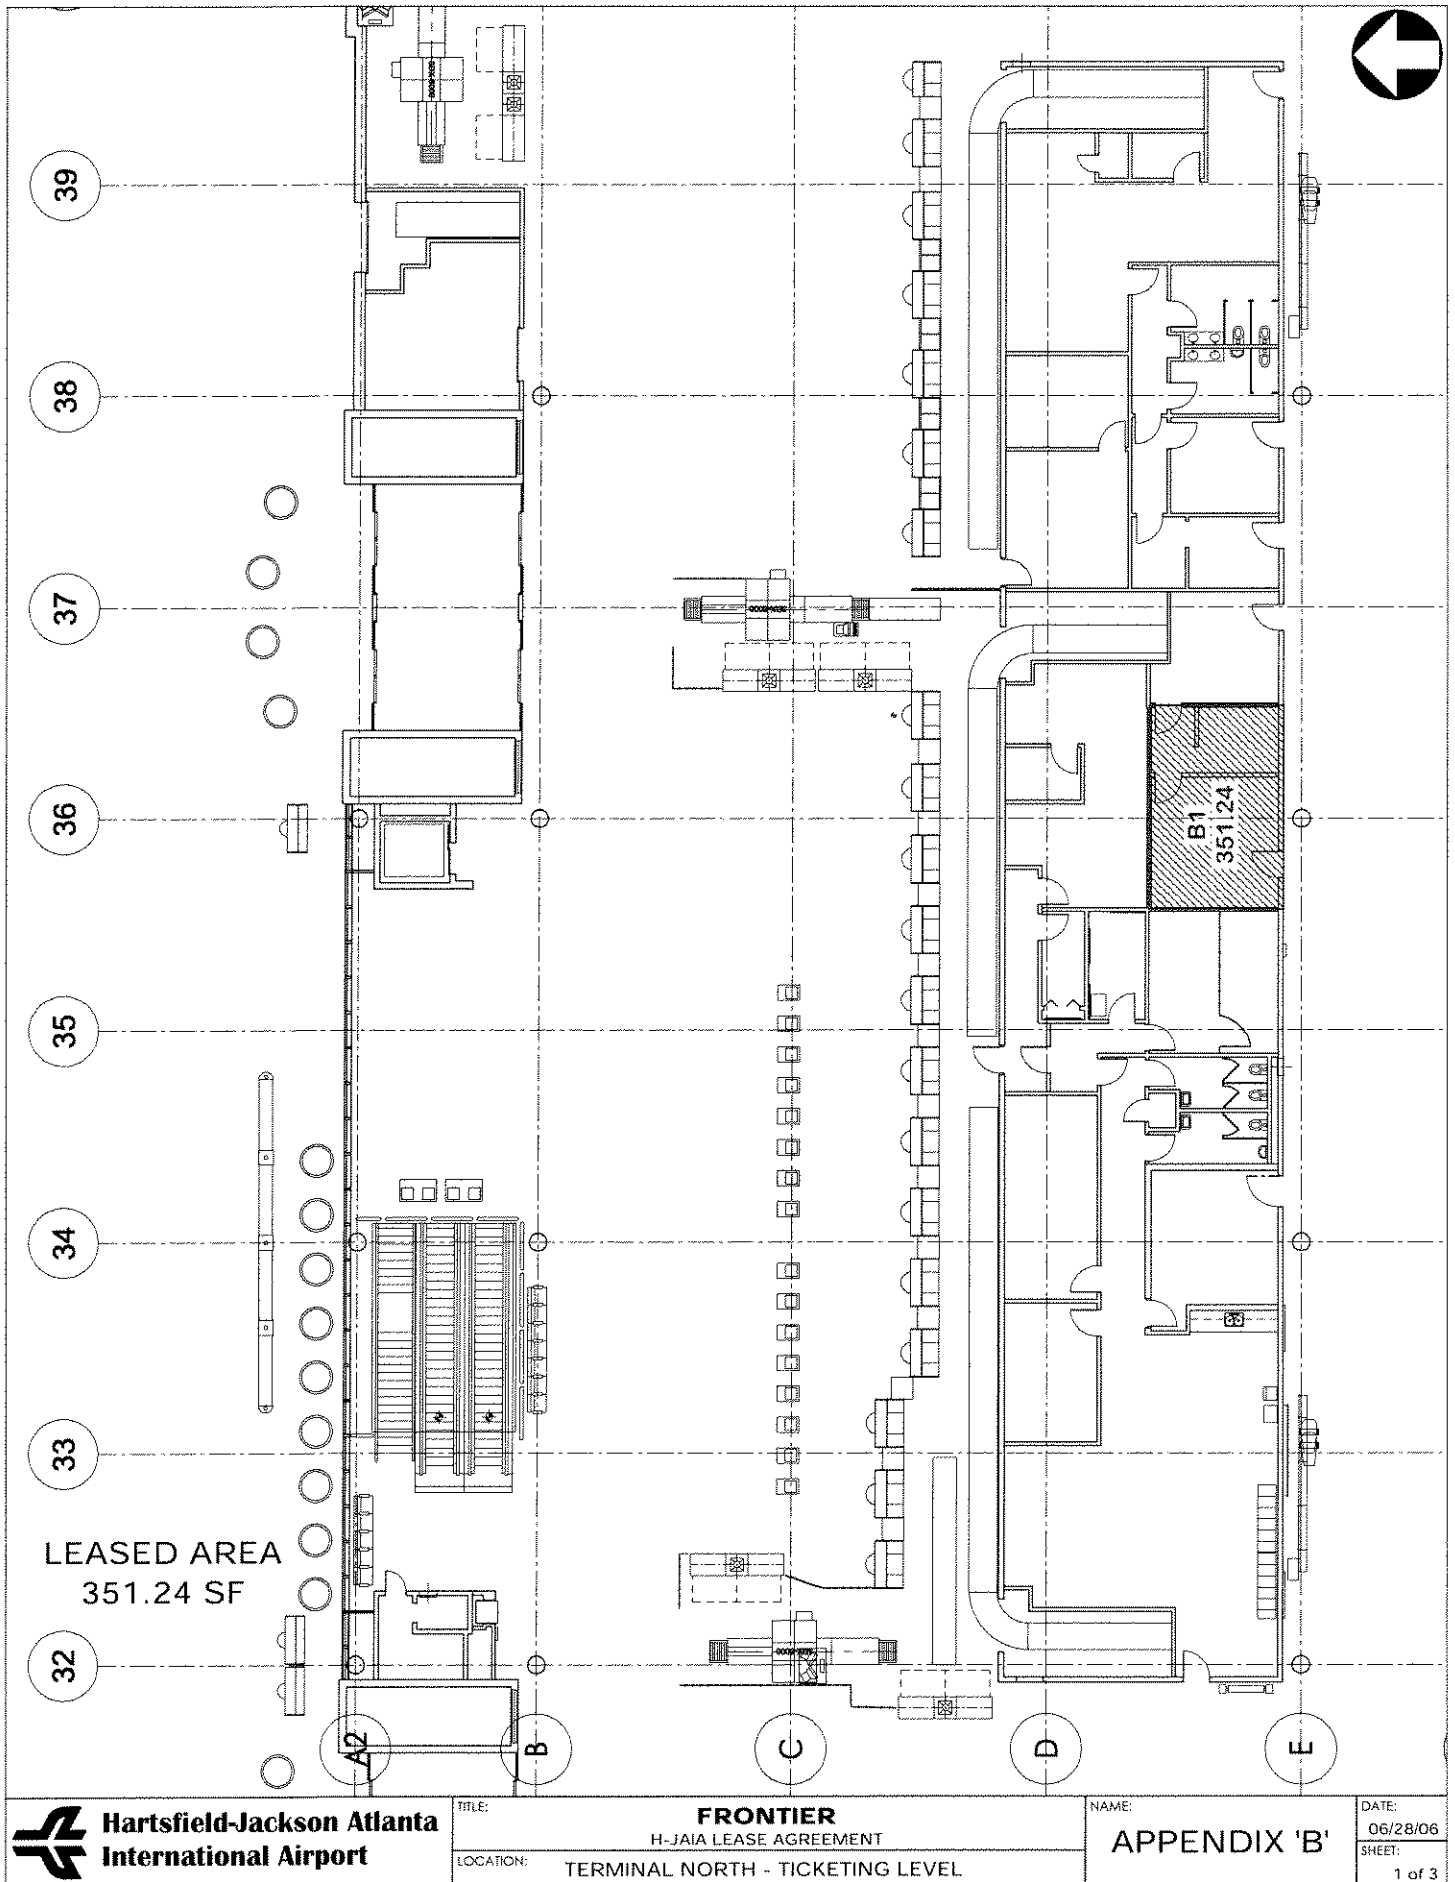 39
38
37
36
B1
351.24
35
34
33
LEASED AREA
351.24 SF
32
A2
B
C
D
E
Hartsfield-Jackson Atlanta
International Airport
TITLE:
FRONTIER
H-JAIA LEASE AGREEMENT
LOCATION:
TERMINAL NORTH - TICKETING LEVEL
NAME:
APPENDIX 'B'
DATE:
06/28/06
SHEET:
1 of 3